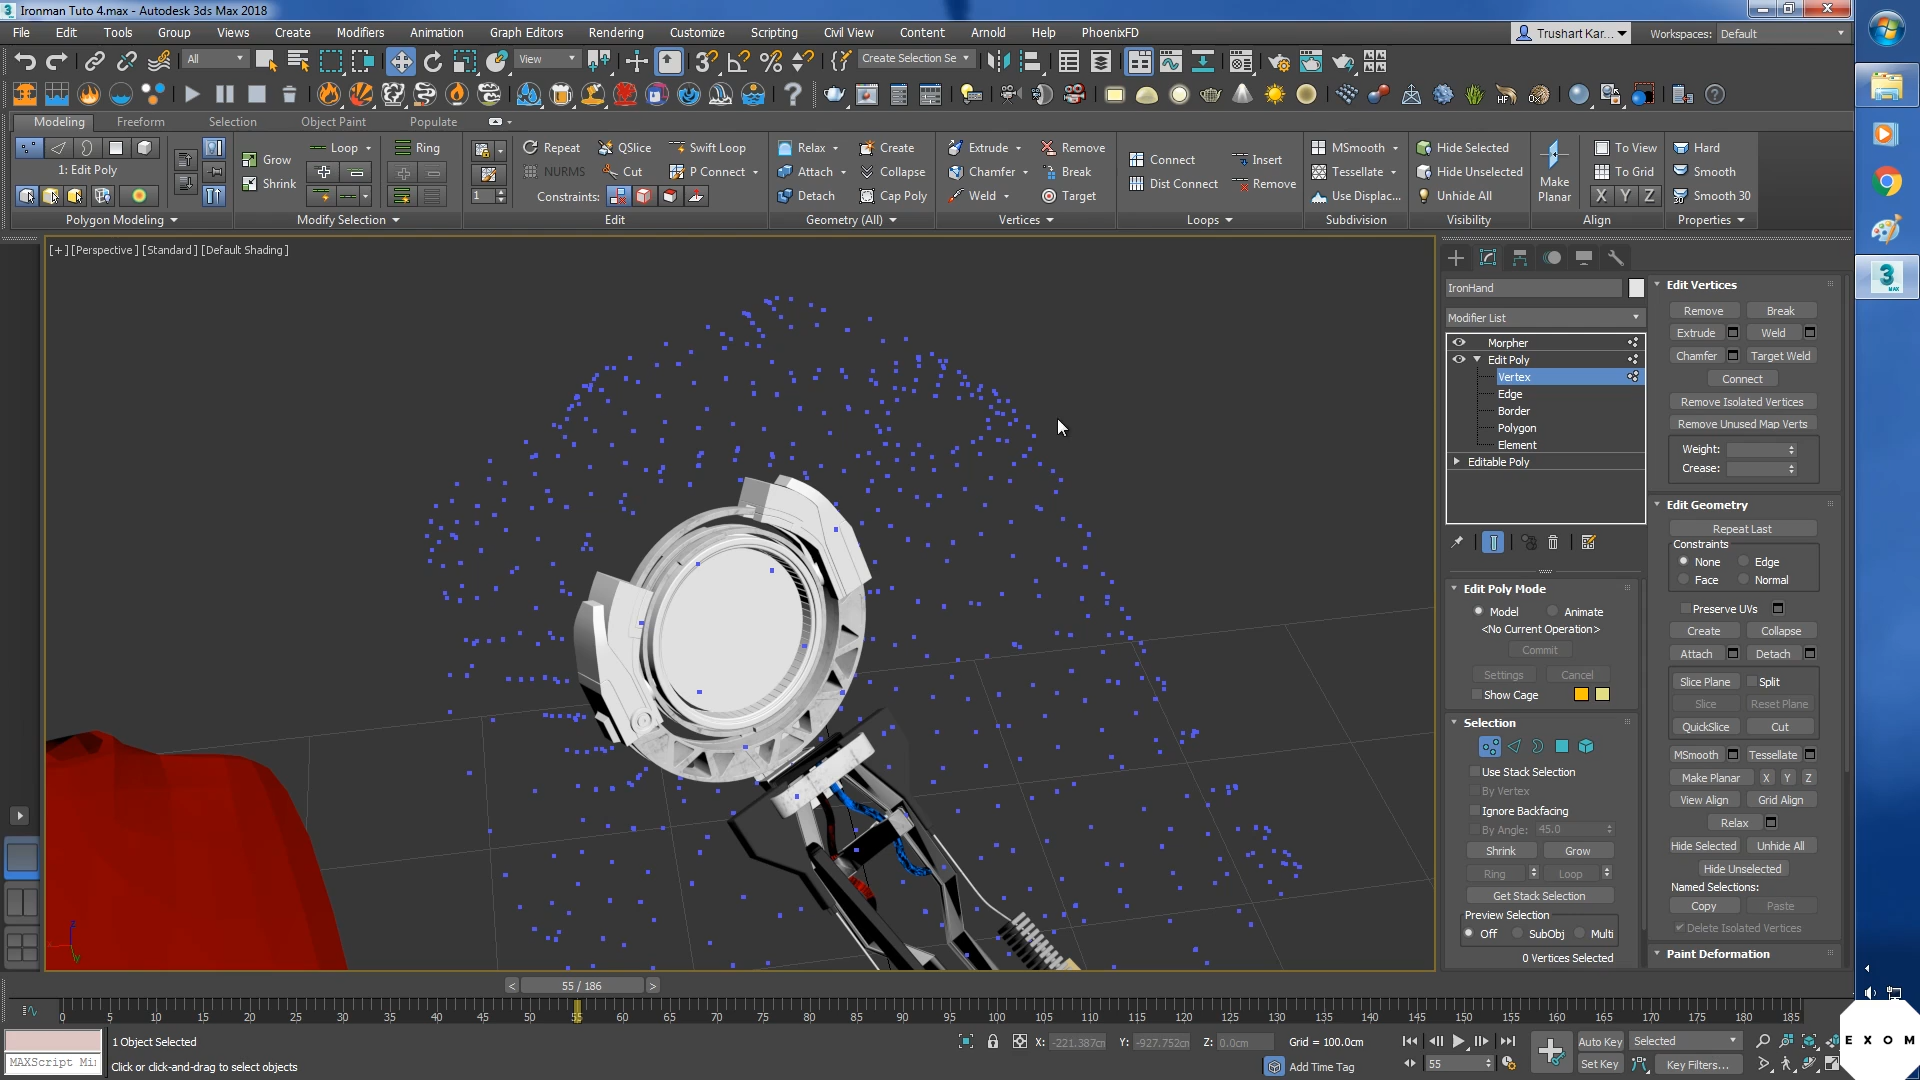 Ironman Tuto 4.max - Autodesk 3ds Max 2018
File Edit Tools Group Views Create Modifiers Animation Graph Editors Rendering Customize Scripting Civil View Content Arnold Help PhoenixFD
Trushart Kar... Workspaces: Default
All View Create Selection Se
Modeling Freeform Selection Object Paint Populate
Loop Ring Repeat QSlice Swift Loop Relax Create Extrude Remove MSmooth Hide Selected To View Hard
1: Edit Poly Grow NURMS Cut P Connect Attach Collapse Chamfer Break Connect Insert Tessellate Hide Unselected Make Planar To Grid Smooth
Shrink 1 Constraints: Detach Cap Poly Weld Target Dist Connect Remove Use Displac... Unhide All X Y Z Smooth 30
Polygon Modeling Modify Selection Edit Geometry (All) Vertices Loops Subdivision Visibility Align Properties
[+] [Perspective] [Standard] [Default Shading]
IronHand
Modifier List
Morpher
Edit Poly
Vertex
Edge
Border
Polygon
Element
Editable Poly
Edit Poly Mode
Model Animate
<No Current Operation>
Commit
Settings Cancel
Show Cage
Selection
Use Stack Selection
By Vertex
Ignore Backfacing
By Angle: 45.0
Shrink Grow
Ring Loop
Get Stack Selection
Preview Selection
Off SubObj Multi
0 Vertices Selected
Edit Vertices
Remove Break
Extrude Weld
Chamfer Target Weld
Connect
Remove Isolated Vertices
Remove Unused Map Verts
Weight:
Crease:
Edit Geometry
Repeat Last
Constraints
None Edge
Face Normal
Preserve UVs
Create Collapse
Attach Detach
Slice Plane Split
Slice Reset Plane
QuickSlice Cut
MSmooth Tessellate
Make Planar X Y Z
View Align Grid Align
Relax
Hide Selected Unhide All
Hide Unselected
Named Selections:
Copy Paste
Delete Isolated Vertices
Paint Deformation
< 55 / 186 >
0 5 10 15 20 25 30 35 40 45 50 55 60 65 70 75 80 85 90 95 100 105 110 115 120 125 130 135 140 145 150 155 160 165 170 175 180 185
1 Object Selected X: -221.387cm Y: -927.752cm Z: 0.0cm Grid = 100.0cm Auto Key Selected
MAXScript Mi Click or click-and-drag to select objects Add Time Tag 55 Set Key Key Filters...
EXOM